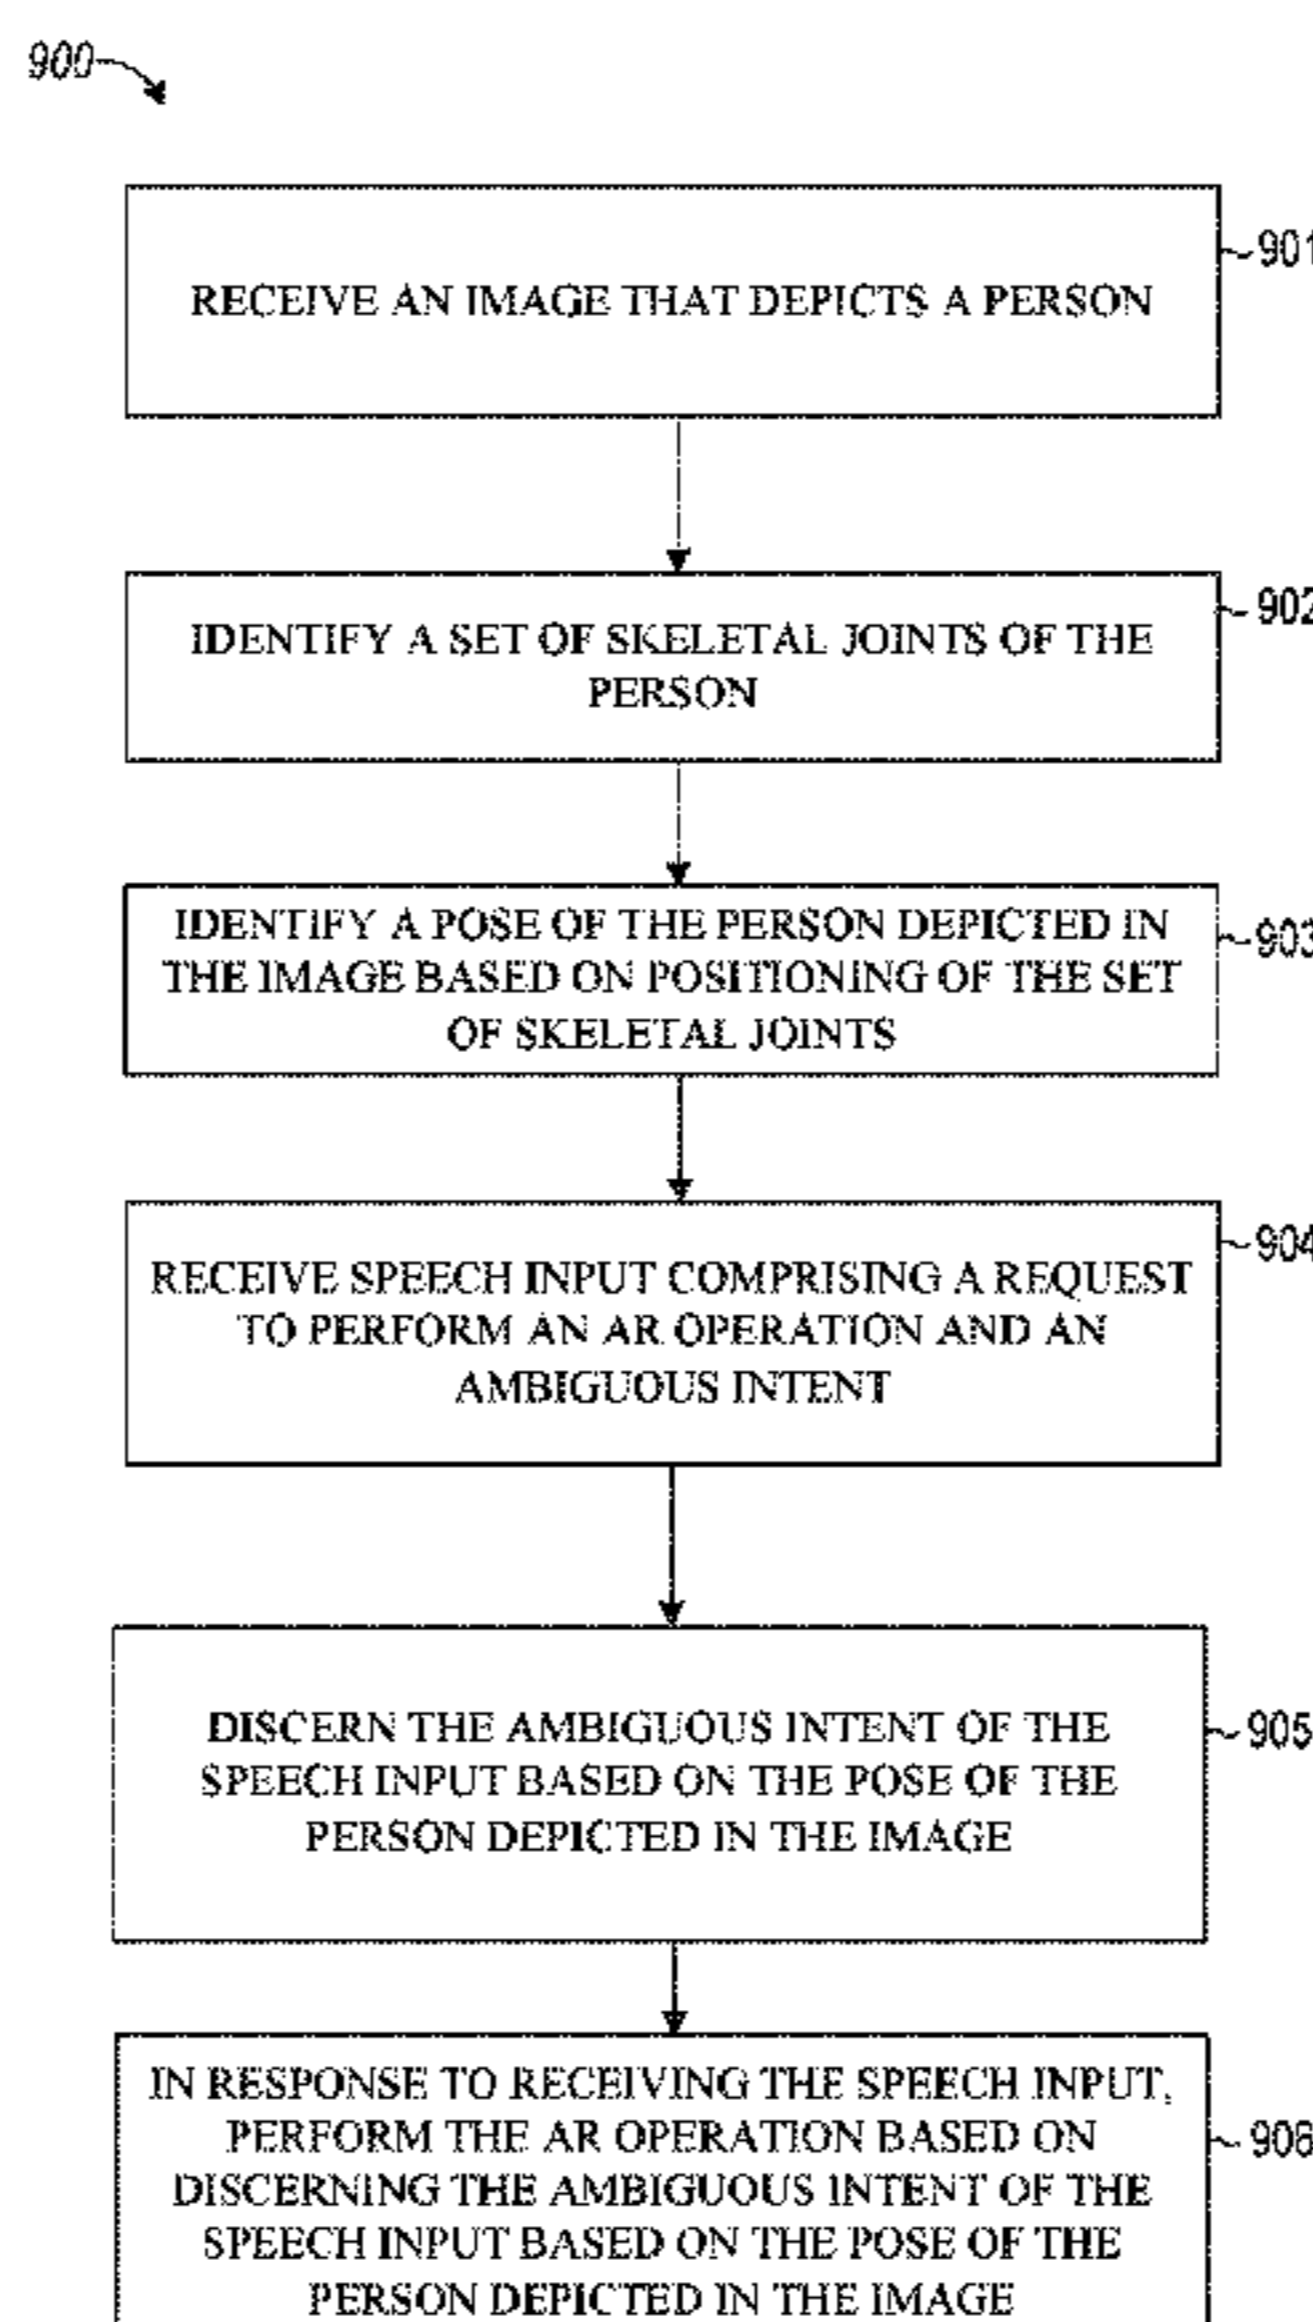 900
RECEIVE AN IMAGE THAT DEPICTS A PERSON
901
IDENTIFY A SET OF SKELETAL JOINTS OF THE
PERSON
902
IDENTIFY A POSE OF THE PERSON DEPICTED IN
THE IMAGE BASED ON POSITIONING OF THE SET
OF SKELETAL JOINTS
903
RECEIVE SPEECH INPUT COMPRISING A REQUEST
TO PERFORM AN AR OPERATION AND AN
AMBIGUOUS INTENT
904
DISCERN THE AMBIGUOUS INTENT OF THE
SPEECH INPUT BASED ON THE POSE OF THE
PERSON DEPICTED IN THE IMAGE
905
IN RESPONSE TO RECEIVING THE SPEECH INPUT,
PERFORM THE AR OPERATION BASED ON
DISCERNING THE AMBIGUOUS INTENT OF THE
SPEECH INPUT BASED ON THE POSE OF THE
PERSON DEPICTED IN THE IMAGE
906